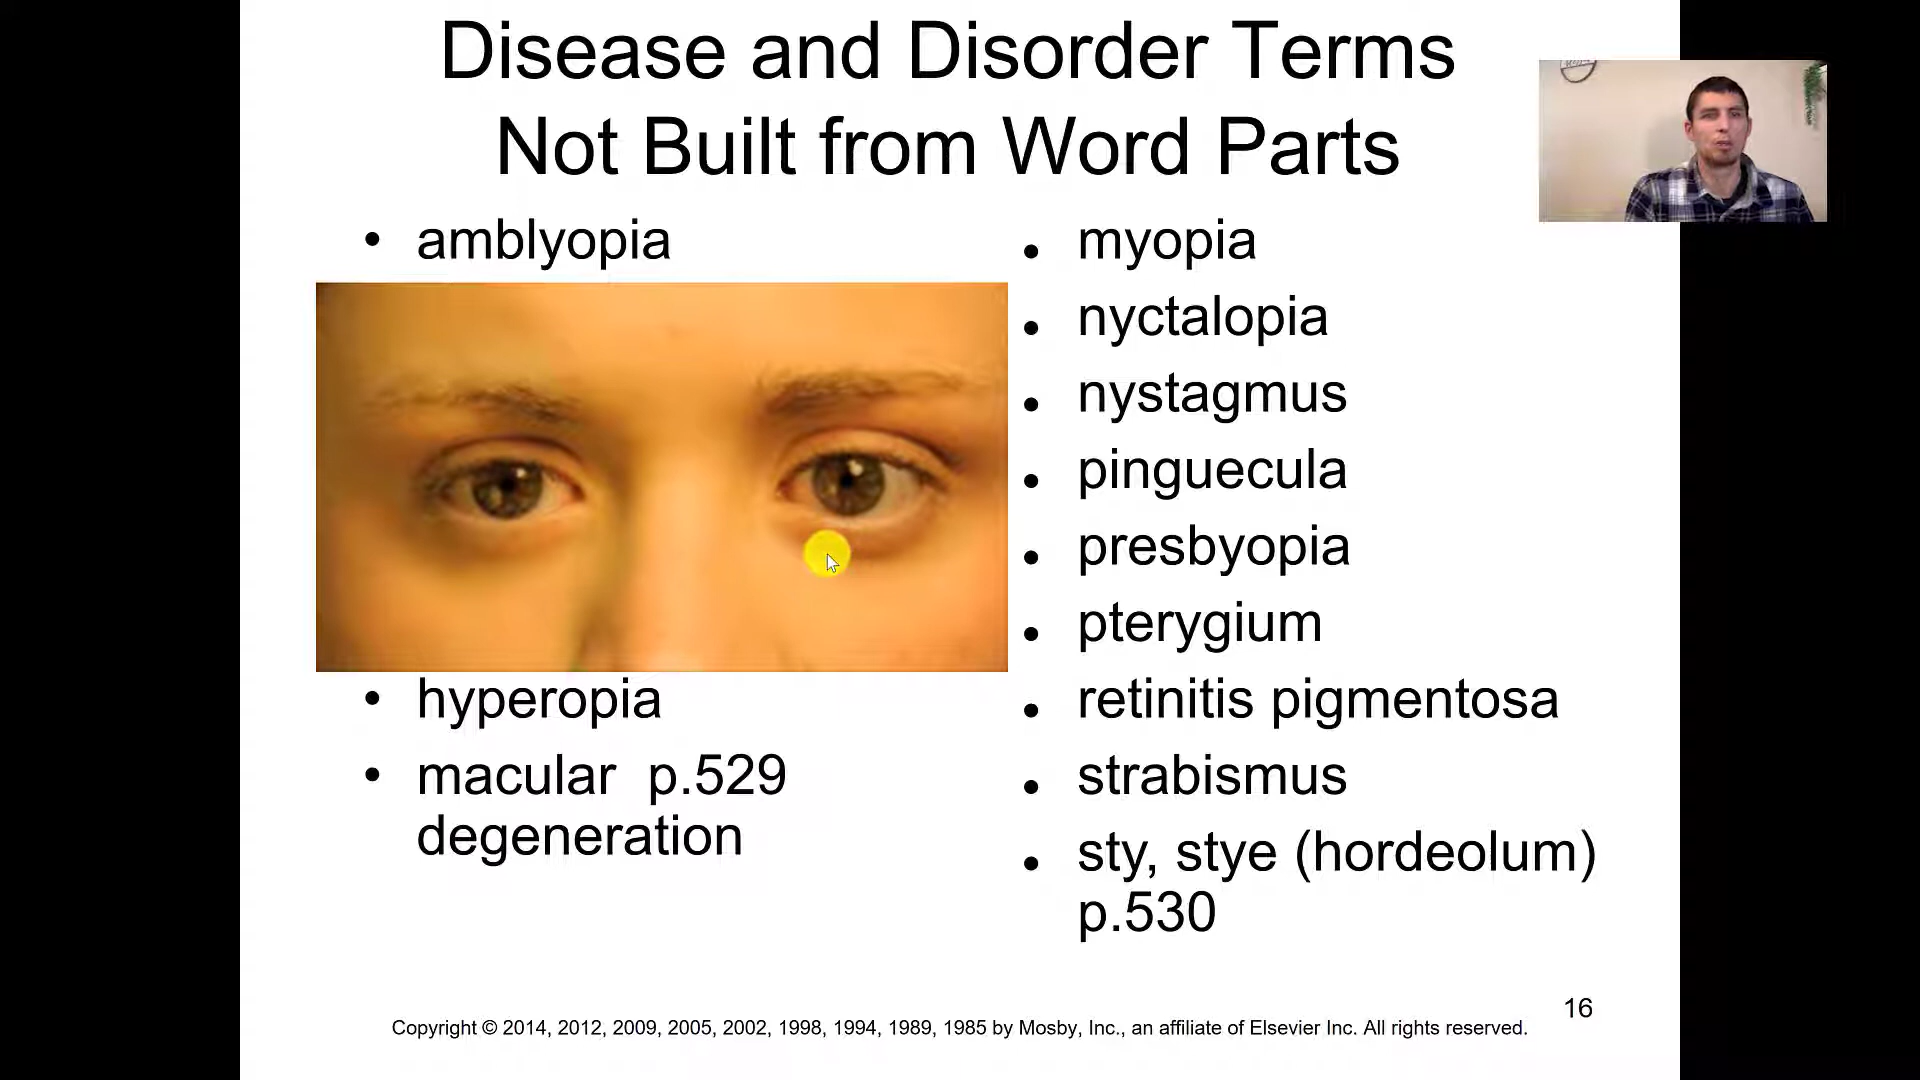 Disease and Disorder Terms
Not Built from Word Parts
• amblyopia
• hyperopia
• macular p.529
degeneration
• myopia
• nyctalopia
• nystagmus
• pinguecula
• presbyopia
• pterygium
• retinitis pigmentosa
• strabismus
• sty, stye (hordeolum)
p.530
16
Copyright © 2014, 2012, 2009, 2005, 2002, 1998, 1994, 1989, 1985 by Mosby, Inc., an affiliate of Elsevier Inc. All rights reserved.